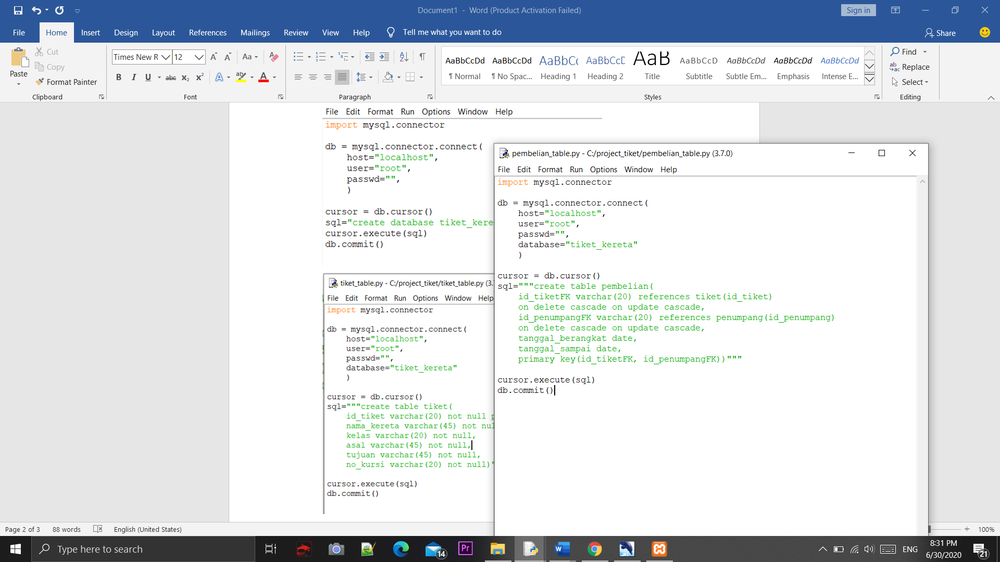 Document1 - Word (Product Activation Failed)
Sign in
File Home Insert Design Layout References Mailings Review View Help Tell me what you want to do
Share
Paste
Cut
Copy
Format Painter
Clipboard
Times New R 12
Aa
B I U abc x₂ x²
Font
Paragraph
AaBbCcDd AaBbCcDd AaBbC( AaBbCcE AaB AaBbCcD AaBbCcDd AaBbCcDd AaBbCcDd
¶ Normal ¶ No Spac... Heading 1 Heading 2 Title Subtitle Subtle Em... Emphasis Intense E...
Styles
Find
Replace
Select
Editing
File Edit Format Run Options Window Help
import mysql.connector
db = mysql.connector.connect(
host="localhost",
user="root",
passwd="",
)
cursor = db.cursor()
sql="create database tiket_kere
cursor.execute(sql)
db.commit()
tiket_table.py - C:/project_tiket/tiket_table.py (3.
File Edit Format Run Options Window Help
import mysql.connector
db = mysql.connector.connect(
host="localhost",
user="root",
passwd="",
database="tiket_kereta"
)
cursor = db.cursor()
sql="""create table tiket(
id_tiket varchar(20) not null p
nama_kereta varchar(45) not nul
kelas varchar(20) not null,
asal varchar(45) not null,
tujuan varchar(45) not null,
no_kursi varchar(20) not null)"
cursor.execute(sql)
db.commit()
pembelian_table.py - C:/project_tiket/pembelian_table.py (3.7.0)
File Edit Format Run Options Window Help
import mysql.connector
db = mysql.connector.connect(
host="localhost",
user="root",
passwd="",
database="tiket_kereta"
)
cursor = db.cursor()
sql="""create table pembelian(
id_tiketFK varchar(20) references tiket(id_tiket)
on delete cascade on update cascade,
id_penumpangFK varchar(20) references penumpang(id_penumpang)
on delete cascade on update cascade,
tanggal_berangkat date,
tanggal_sampai date,
primary key(id_tiketFK, id_penumpangFK))"""
cursor.execute(sql)
db.commit()
Page 2 of 3 88 words English (United States)
100%
Type here to search
14
Pr
ENG
8:31 PM
6/30/2020
21